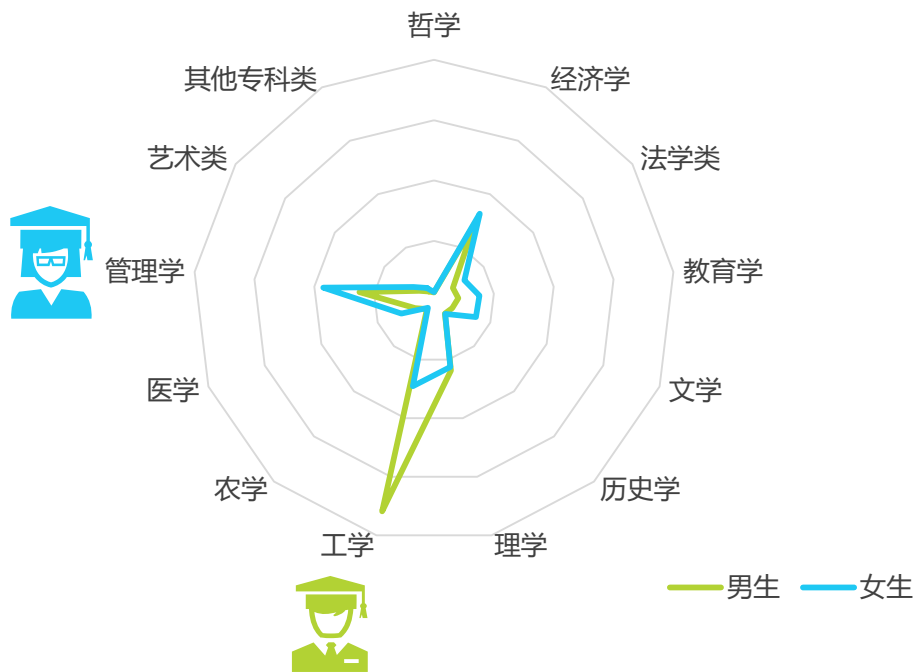 哲学
其他专科类
经济学
艺术类
法学类
管理学
教育学
医学
文学
农学
历史学
工学
理学
男生
女生